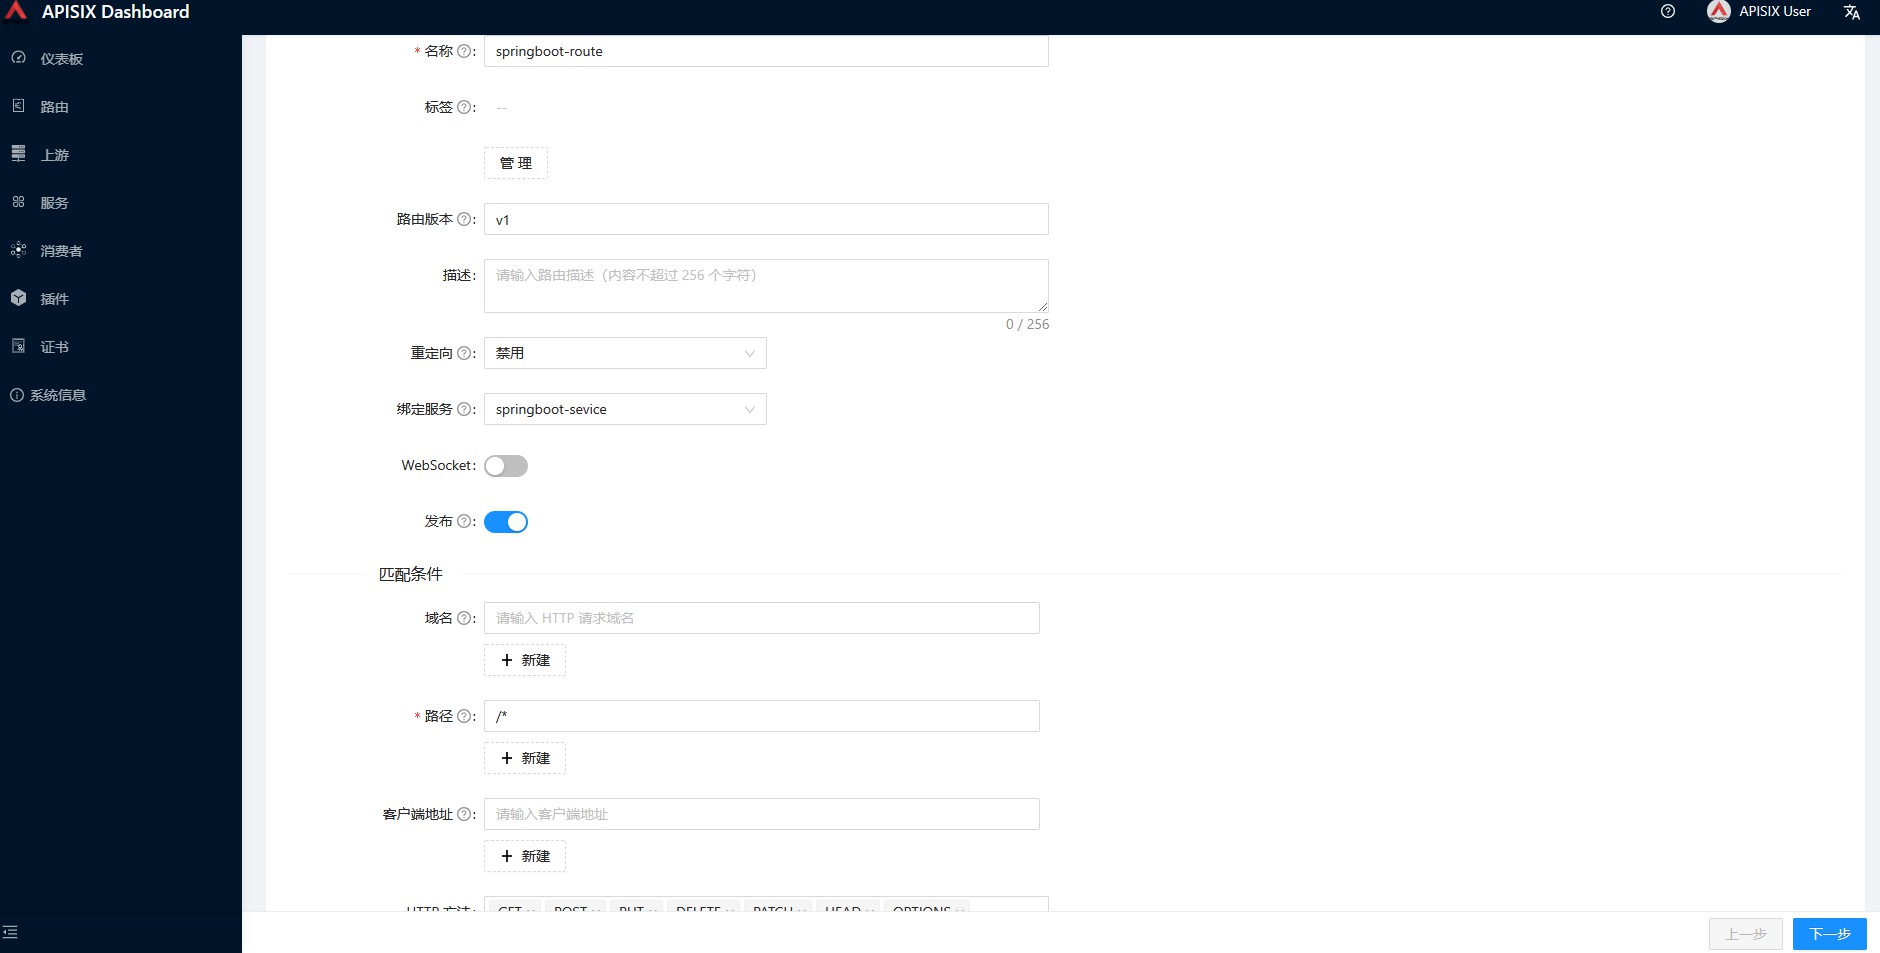 APISIX Dashboard
APISIX User
仪表板
路由
上游
服务
消费者
插件
证书
系统信息
* 名称 : springboot-route
标签 : --
管 理
路由版本 : v1
描述 : 请输入路由描述（内容不超过 256 个字符）
0 / 256
重定向 : 禁用
绑定服务 : springboot-sevice
WebSocket :
发布 :
匹配条件
域名 : 请输入 HTTP 请求域名
+ 新建
* 路径 : /*
+ 新建
客户端地址 : 请输入客户端地址
+ 新建
HTTP 方法 : GET × POST × PUT × DELETE × PATCH × HEAD × OPTIONS ×
上一步
下一步